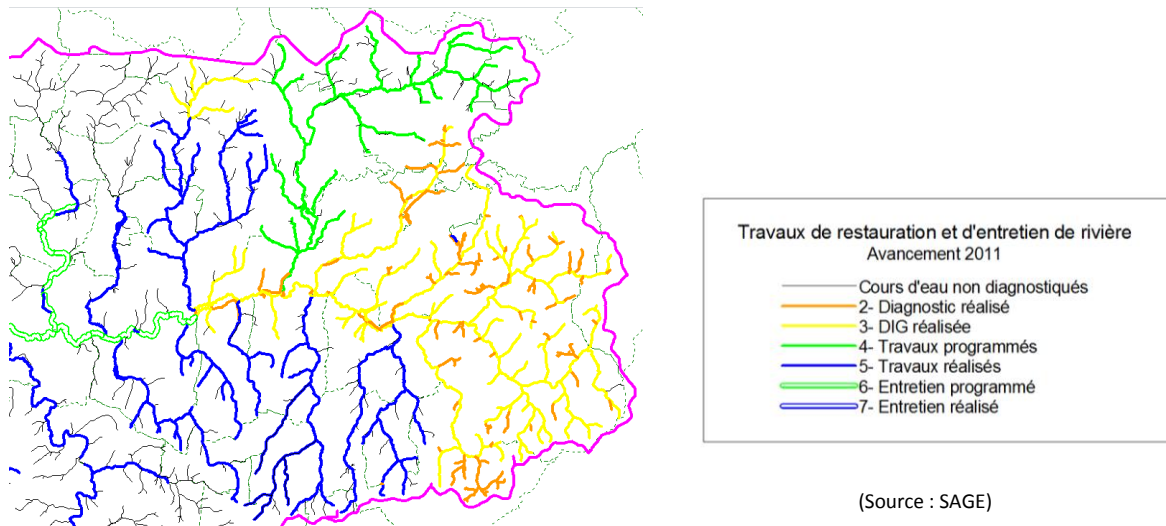 Travaux de restauration et d'entretien de rivière
Avancement 2011
Cours d'eau non diagnostiqués
2- Diagnostic réalisé
3- DIG réalisée
4- Travaux programmés
5- Travaux réalisés
6- Entretien programmé
7- Entretien réalisé
(Source : SAGE)